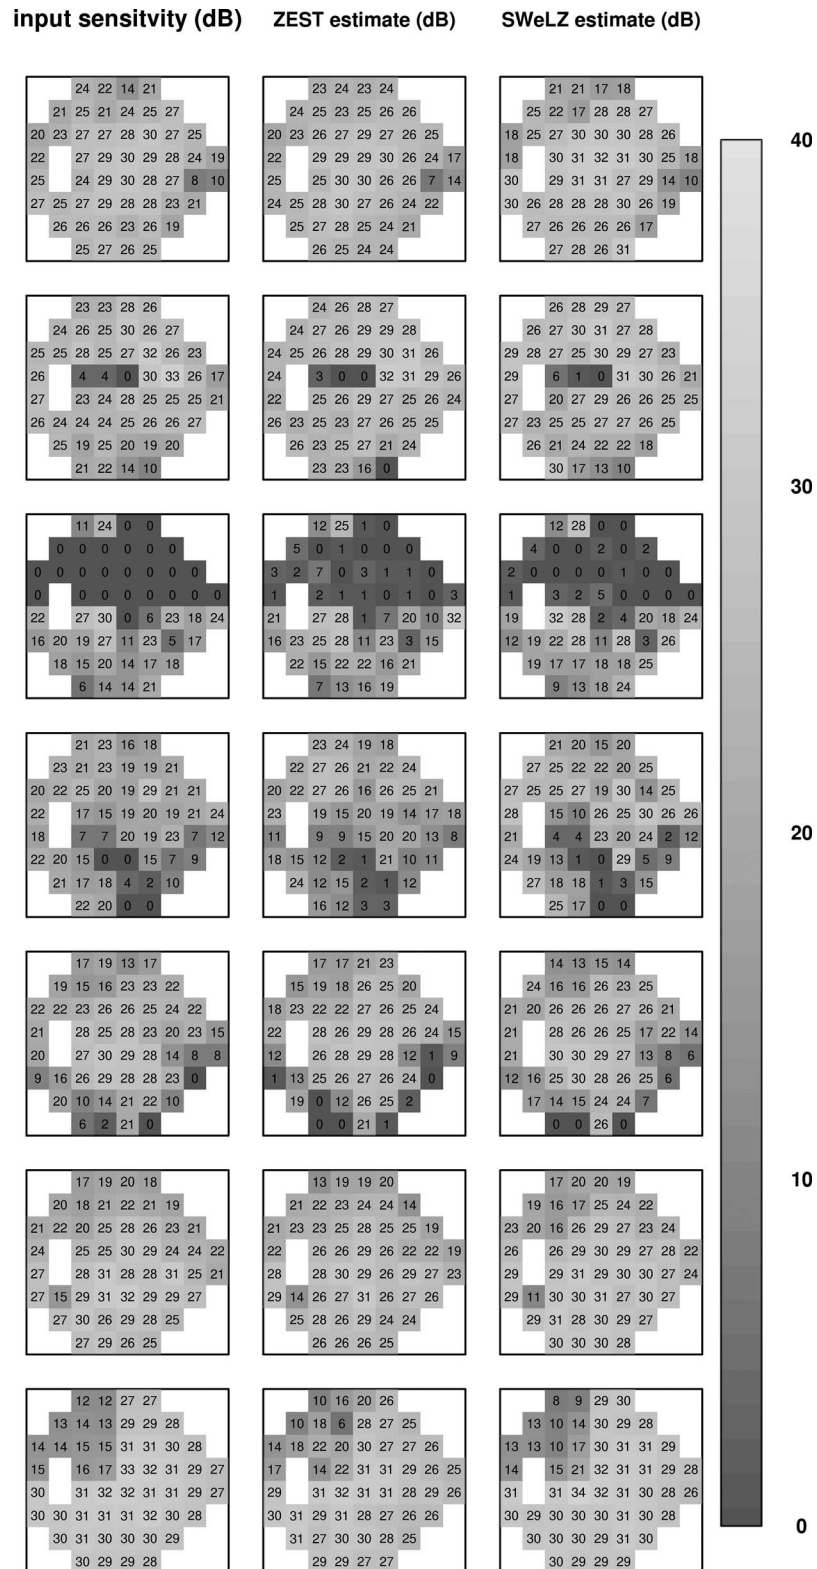 input sensitvity (dB) ZEST estimate (dB) SWeLZ estimate (dB)
24 22 14 21 23 24 23 24 21 21 17 18
21 25 21 24 25 27 24 25 23 25 26 26 25 22 17 28 28 27
20 23 27 27 28 30 27 25 20 23 26 27 29 27 26 25 18 25 27 30 30 30 28 26
40
22 27 29 30 29 28 24 19 22 29 29 29 30 26 24 17 18 30 31 32 31 30 25 18
25 24 29 30 28 27 8 10 25 25 30 30 26 26 7 14 30 29 31 31 27 29 14 10
27 25 27 29 28 28 23 21 24 25 28 30 27 26 24 22 30 26 28 28 28 30 26 19
26 26 26 23 26 19 25 27 28 25 24 21 27 26 26 26 26 17
25 27 26 25 26 25 24 24 27 28 26 31
23 23 28 26 24 26 28 27 26 28 29 27
24 26 25 30 26 27 24 27 26 29 29 28 26 27 30 31 27 28
25 25 28 25 27 32 26 23 24 25 26 28 29 30 31 26 29 28 27 25 30 29 27 23
26 4 4 0 30 33 26 17 24 3 0 0 32 31 29 26 29 6 1 0 31 30 26 21
27 23 24 28 25 25 25 21 22 25 26 28 26 27 26 24 27 20 27 29 26 26 25 25
26 24 24 24 25 26 26 27 26 23 25 23 27 26 25 25 27 23 25 25 27 27 26 25
25 19 25 20 19 20 26 23 25 27 21 24 26 21 24 22 22 18
21 22 14 10 23 23 16 0 30 17 13 10
30
11 24 0 0 12 25 1 0 12 28 0 0
0 0 0 0 0 0 5 0 1 0 0 0 4 0 0 2 0 2
0 0 0 0 0 0 0 0 3 2 7 0 3 1 1 0 2 0 0 0 0 1 0 0
0 0 0 0 0 0 0 0 1 2 1 1 0 1 0 3 1 3 2 5 0 0 0 0
22 27 30 0 6 23 18 24 21 27 28 1 7 20 10 32 19 32 28 2 4 20 18 24
16 20 19 27 11 23 5 17 16 23 25 28 11 23 3 15 12 19 22 28 11 28 3 26
18 15 20 14 17 18 22 15 22 22 16 21 19 17 17 18 18 25
6 14 14 21 7 13 16 19 9 13 18 24
21 23 16 18 23 24 19 18 21 20 15 20
23 21 23 19 19 21 22 27 26 21 22 24 27 25 22 22 20 25
20 22 25 20 19 29 21 21 20 22 27 26 16 26 25 21 27 25 25 27 19 30 14 25
22 17 15 19 20 19 21 24 23 19 15 20 19 14 17 18 28 15 10 26 25 30 26 26
20
18 7 7 20 19 23 7 12 11 9 9 15 20 20 13 8 21 4 4 23 20 24 2 12
22 20 15 0 0 15 7 9 18 15 12 2 1 21 10 11 24 19 13 1 0 29 5 9
21 17 18 4 2 10 24 12 15 2 1 12 27 18 18 1 3 15
22 20 0 0 16 12 3 3 25 17 0 0
17 19 13 17 17 17 21 23 14 13 15 14
19 15 16 23 23 22 15 19 18 26 25 20 24 16 16 26 23 25
22 22 23 26 26 25 24 22 18 23 22 22 27 26 25 24 21 20 26 26 26 27 26 21
21 28 25 28 23 20 23 15 22 28 26 29 28 26 24 15 21 28 26 26 25 17 22 14
20 27 30 29 28 14 8 8 12 26 28 29 28 12 1 9 21 30 30 29 27 13 8 6
9 16 26 29 28 28 23 0 1 13 25 26 27 26 24 0 12 16 25 30 28 26 25 6
20 10 14 21 22 10 19 0 12 26 25 2 17 14 15 24 24 7
6 2 21 0 0 0 21 1 0 0 26 0
17 19 20 18 13 19 19 20 17 20 20 19
10
20 18 21 22 21 19 21 22 23 24 24 14 19 16 17 25 24 22
21 22 20 25 28 26 23 21 21 23 23 25 28 25 25 19 23 20 16 26 29 27 23 24
24 25 25 30 29 24 24 22 22 26 26 29 26 22 22 19 26 26 29 30 29 27 28 22
27 28 31 28 28 31 25 21 28 28 30 29 26 29 27 23 29 29 31 29 30 30 27 24
27 15 29 31 32 29 29 27 29 14 26 27 31 26 27 26 29 11 30 30 31 27 30 27
27 30 26 29 28 25 25 28 26 29 24 24 29 31 28 30 29 27
27 29 26 25 26 26 26 25 30 30 30 28
12 12 27 27 10 16 20 26 8 9 29 30
13 14 13 29 29 28 10 18 6 28 27 25 13 10 14 30 29 28
14 14 15 15 31 31 30 28 14 18 22 20 30 27 27 26 13 13 10 17 30 31 31 29
15 16 17 33 32 31 29 27 17 14 22 31 31 29 26 25 14 15 21 32 31 31 29 28
30 31 32 32 31 31 29 27 29 31 32 31 31 28 29 26 31 31 34 32 31 30 28 26
0
30 30 31 31 30 32 30 28 30 31 29 31 28 27 26 26 31 29 30 30 30 31 30 28
30 31 30 30 30 29 31 27 30 30 28 25 30 30 30 29 31 30
30 29 29 28 29 29 27 27 30 29 29 29